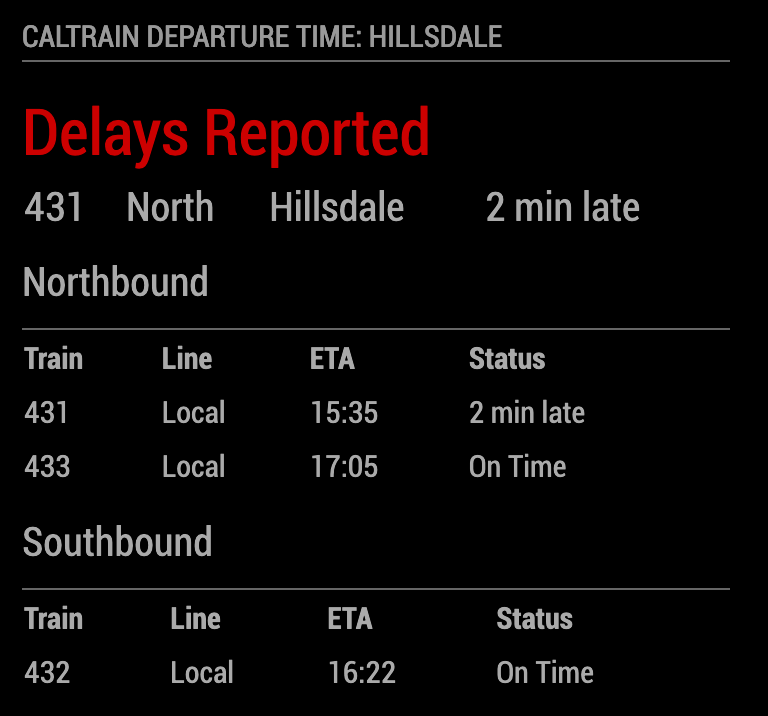 CALTRAIN DEPARTURE TIME: HILLSDALE
Delays Reported
431 North Hillsdale 2 min late
Northbound
Train Line ETA Status
431 Local 15:35 2 min late
433 Local 17:05 On Time
Southbound
Train Line ETA Status
432 Local 16:22 On Time